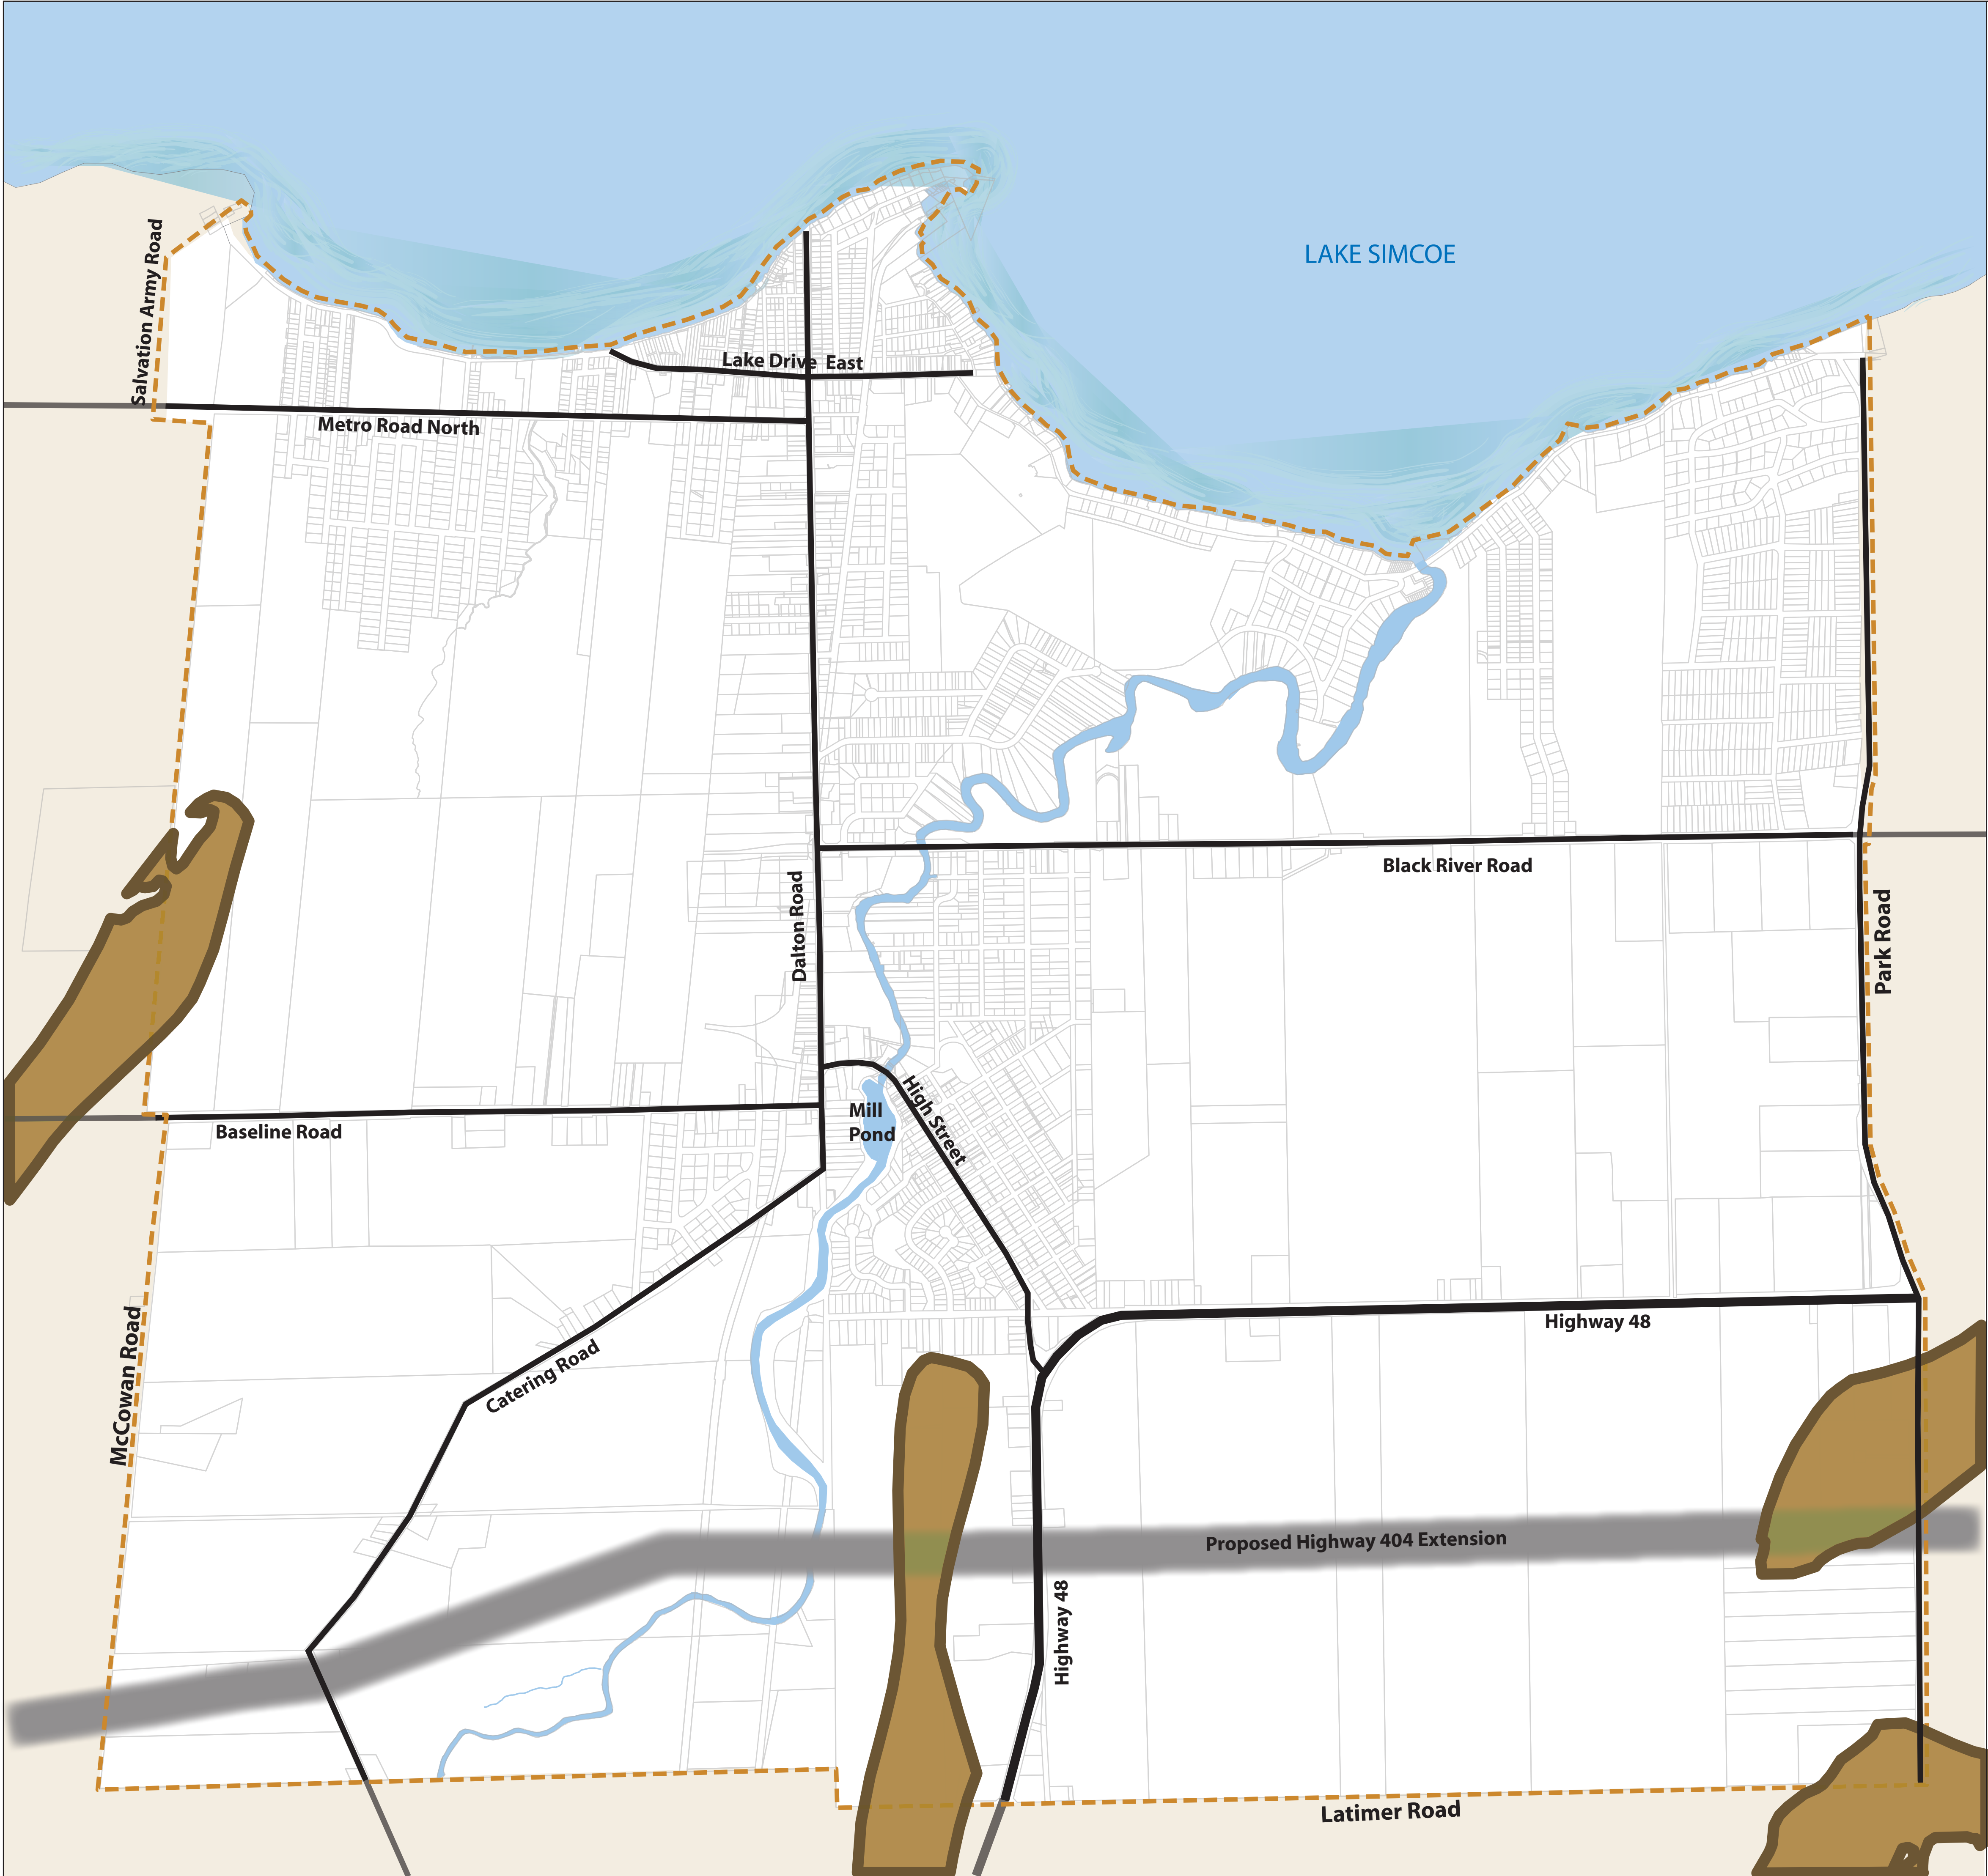 LAKE SIMCOE
Salvation Army Road
Lake Drive East
Metro Road North
Black River Road
Dalton Road
Park Road
High Street
Mill
Pond
Baseline Road
McCowan Road
Highway 48
Catering Road
Proposed Highway 404 Extension
Highway 48
Latimer Road